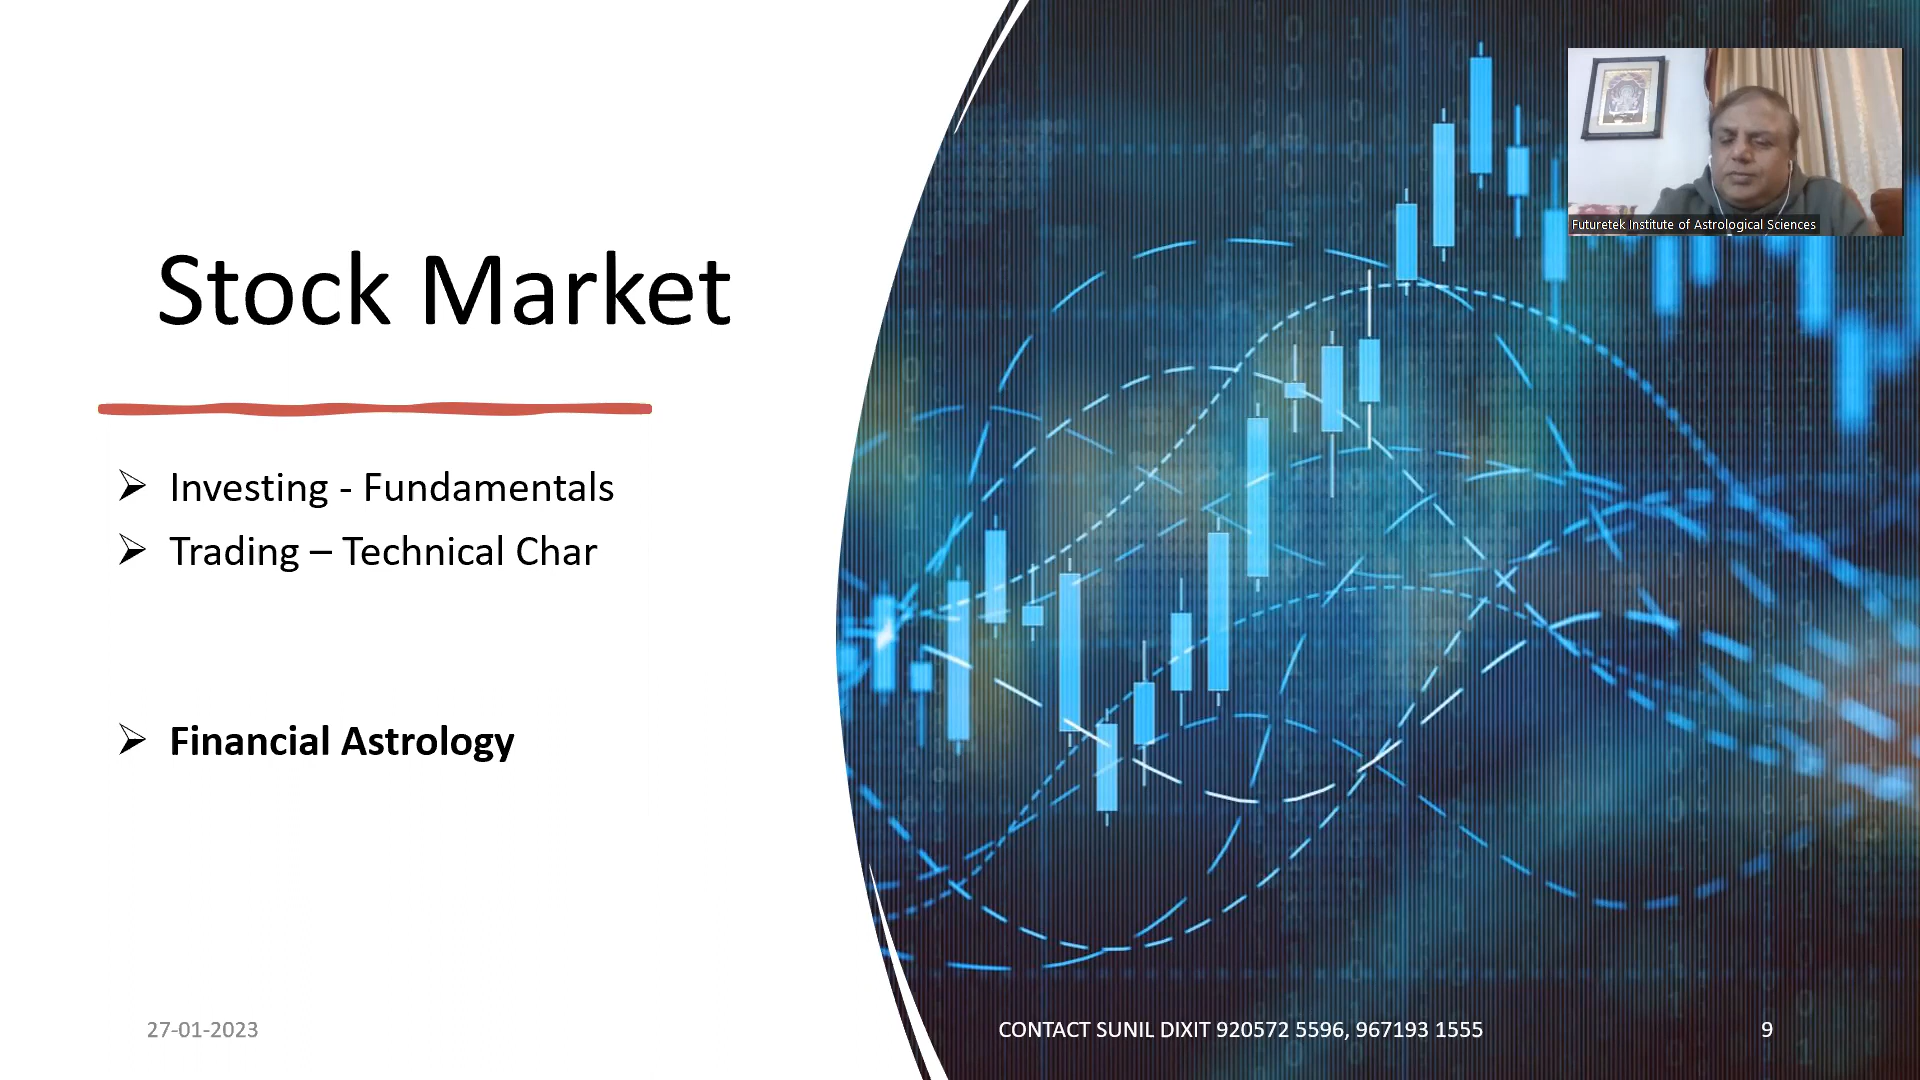 Stock Market
Investing - Fundamentals
Trading – Technical Char
Financial Astrology
Futuretek Institute of Astrological Sciences
27-01-2023
CONTACT SUNIL DIXIT 920572 5596, 967193 1555
9